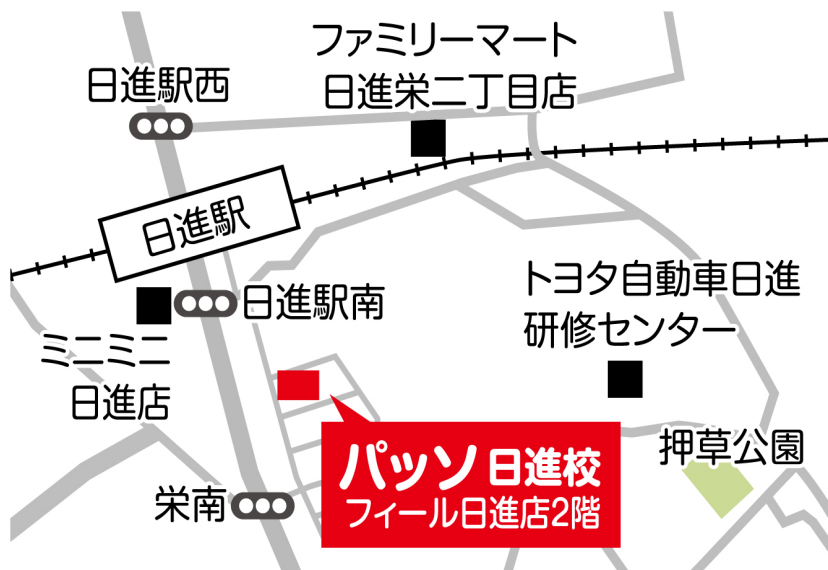 ファミリーマート
日進栄二丁目店
日進駅西
日進駅
日進駅南
トヨタ自動車日進
研修センター
ミニミニ
日進店
押草公園
パッソ 日進校
フィール日進店2階
栄南